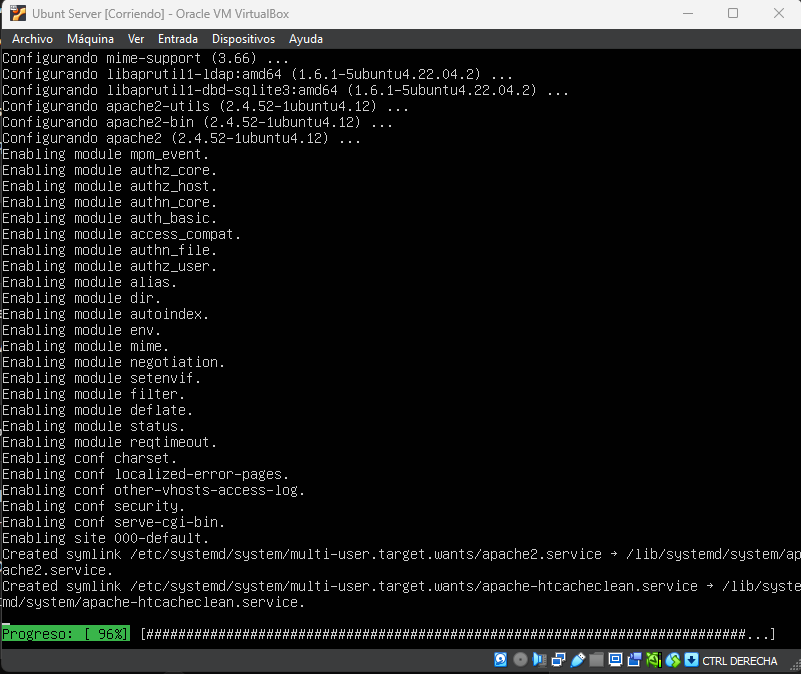 Ubunt Server [Corriendo] - Oracle VM VirtualBox
Archivo Máquina Ver Entrada Dispositivos Ayuda
Configurando mime-support (3.66) ...
Configurando libaprutil1-ldap:amd64 (1.6.1-5ubuntu4.22.04.2) ...
Configurando libaprutil1-dbd-sqlite3:amd64 (1.6.1-5ubuntu4.22.04.2) ...
Configurando apache2-utils (2.4.52-1ubuntu4.12) ...
Configurando apache2-bin (2.4.52-1ubuntu4.12) ...
Configurando apache2 (2.4.52-1ubuntu4.12) ...
Enabling module mpm_event.
Enabling module authz_core.
Enabling module authz_host.
Enabling module authn_core.
Enabling module auth_basic.
Enabling module access_compat.
Enabling module authn_file.
Enabling module authz_user.
Enabling module alias.
Enabling module dir.
Enabling module autoindex.
Enabling module env.
Enabling module mime.
Enabling module negotiation.
Enabling module setenvif.
Enabling module filter.
Enabling module deflate.
Enabling module status.
Enabling module reqtimeout.
Enabling conf charset.
Enabling conf localized-error-pages.
Enabling conf other-vhosts-access-log.
Enabling conf security.
Enabling conf serve-cgi-bin.
Enabling site 000-default.
Created symlink /etc/systemd/system/multi-user.target.wants/apache2.service → /lib/systemd/system/ap
ache2.service.
Created symlink /etc/systemd/system/multi-user.target.wants/apache-htcacheclean.service → /lib/syste
md/system/apache-htcacheclean.service.
Progreso: [ 96%] [###########################################################################...]
CTRL DERECHA